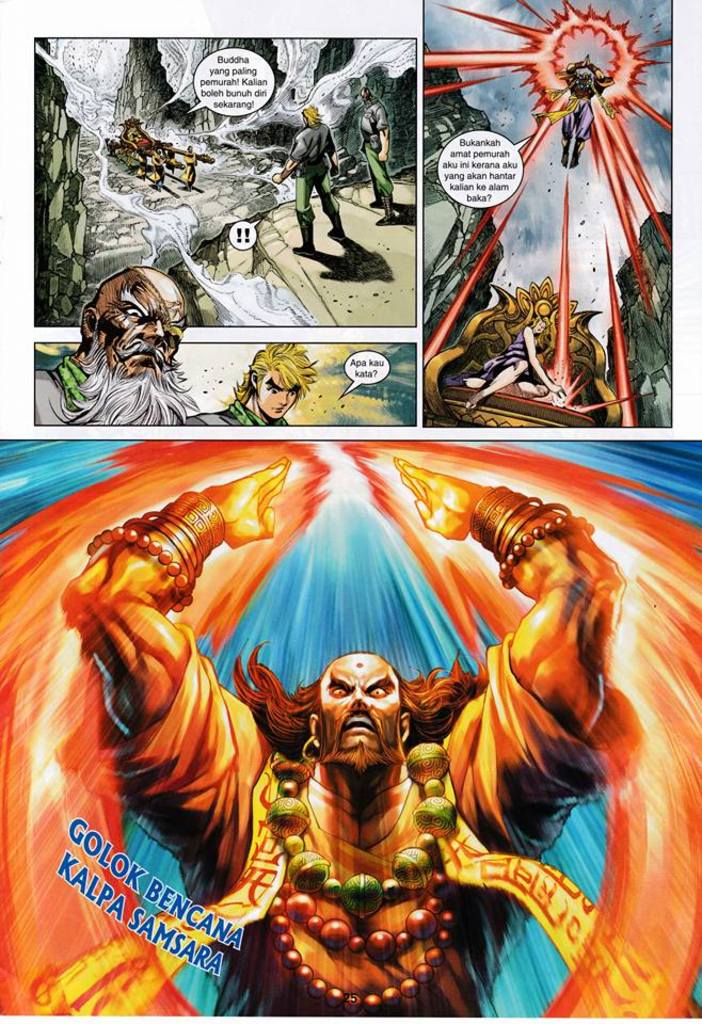 Buddha
yang paling
pemurah! Kalian
boleh bunuh diri
sekarang!
!!
Apa kau
kata?
Bukankah
amat pemurah
aku ini kerana aku
yang akan hantar
kalian ke alam
baka?
GOLOK BENCANA
KALPA SAMSARA
25